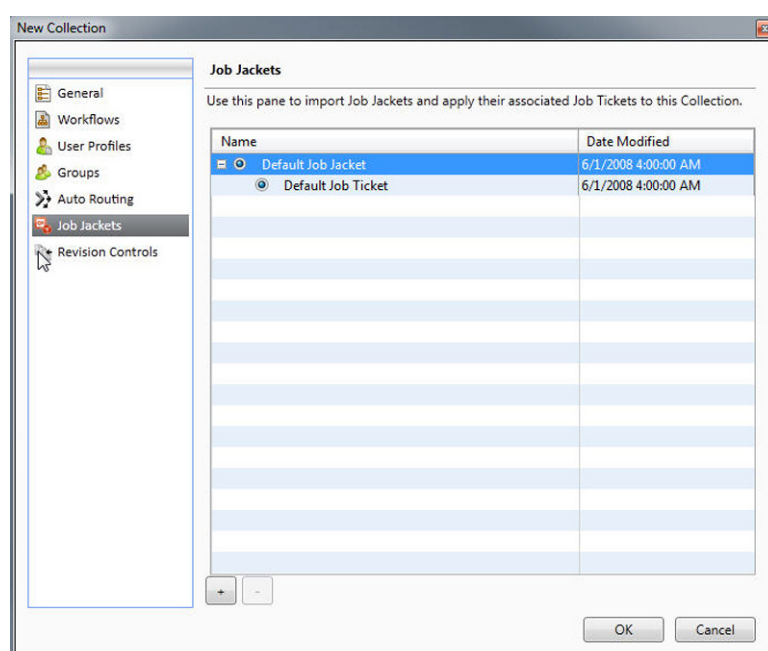 New Collection
General
Workflows
User Profiles
Groups
Auto Routing
Job Jackets
Revision Controls
Job Jackets
Use this pane to import Job Jackets and apply their associated Job Tickets to this Collection.
Name Date Modified
Default Job Jacket 6/1/2008 4:00:00 AM
Default Job Ticket 6/1/2008 4:00:00 AM
+ -
OK Cancel